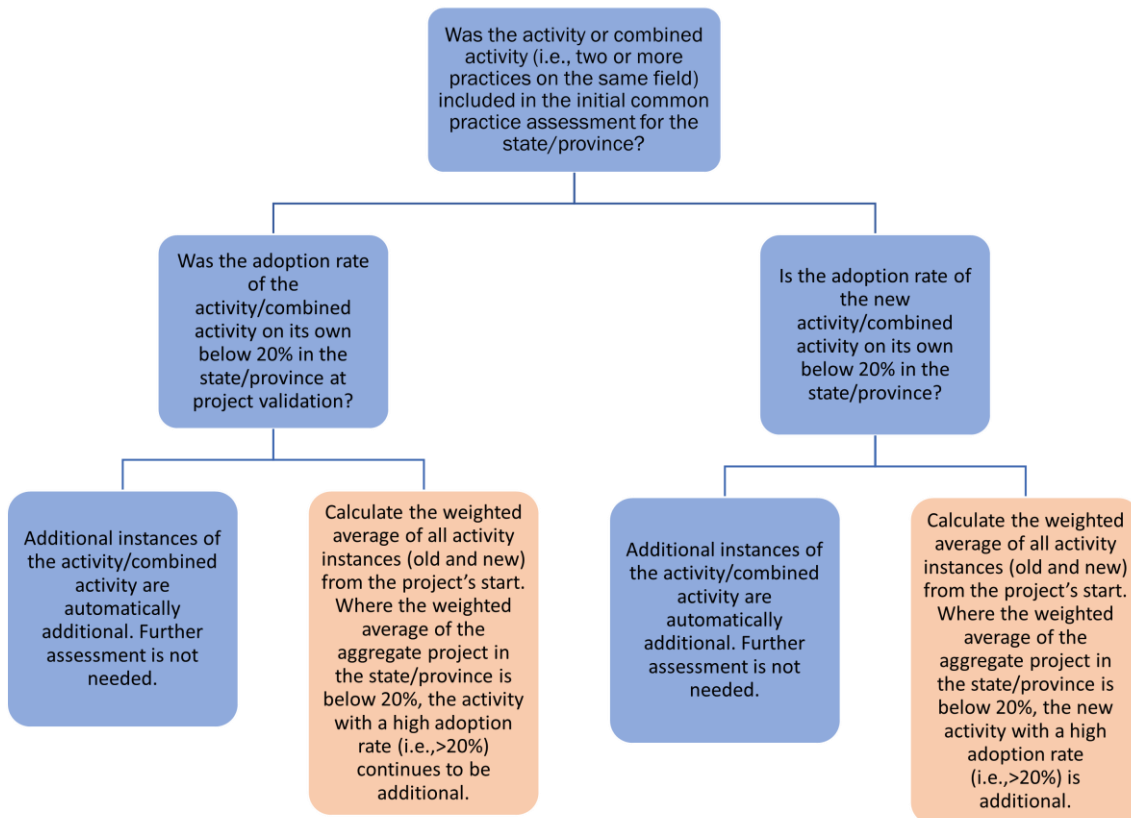 Was the activity or combined
activity (i.e., two or more
practices on the same field)
included in the initial common
practice assessment for the
state/province?
Was the adoption rate
of the
activity/combined
activity on its own
below 20% in the
state/province at
project validation?
Is the adoption rate of
the new
activity/combined
activity on its own
below 20% in the
state/province?
Additional instances of
the activity/combined
activity are
automatically
additional. Further
assessment is not
needed.
Calculate the weighted
average of all activity
instances (old and new)
from the project’s start.
Where the weighted
average of the
aggregate project in
the state/province is
below 20%, the activity
with a high adoption
rate (i.e.,>20%)
continues to be
additional.
Additional instances of
the activity/combined
activity are
automatically
additional. Further
assessment is not
needed.
Calculate the weighted
average of all activity
instances (old and new)
from the project’s start.
Where the weighted
average of the
aggregate project in
the state/province is
below 20%, the new
activity with a high
adoption rate
(i.e.,>20%) is
additional.